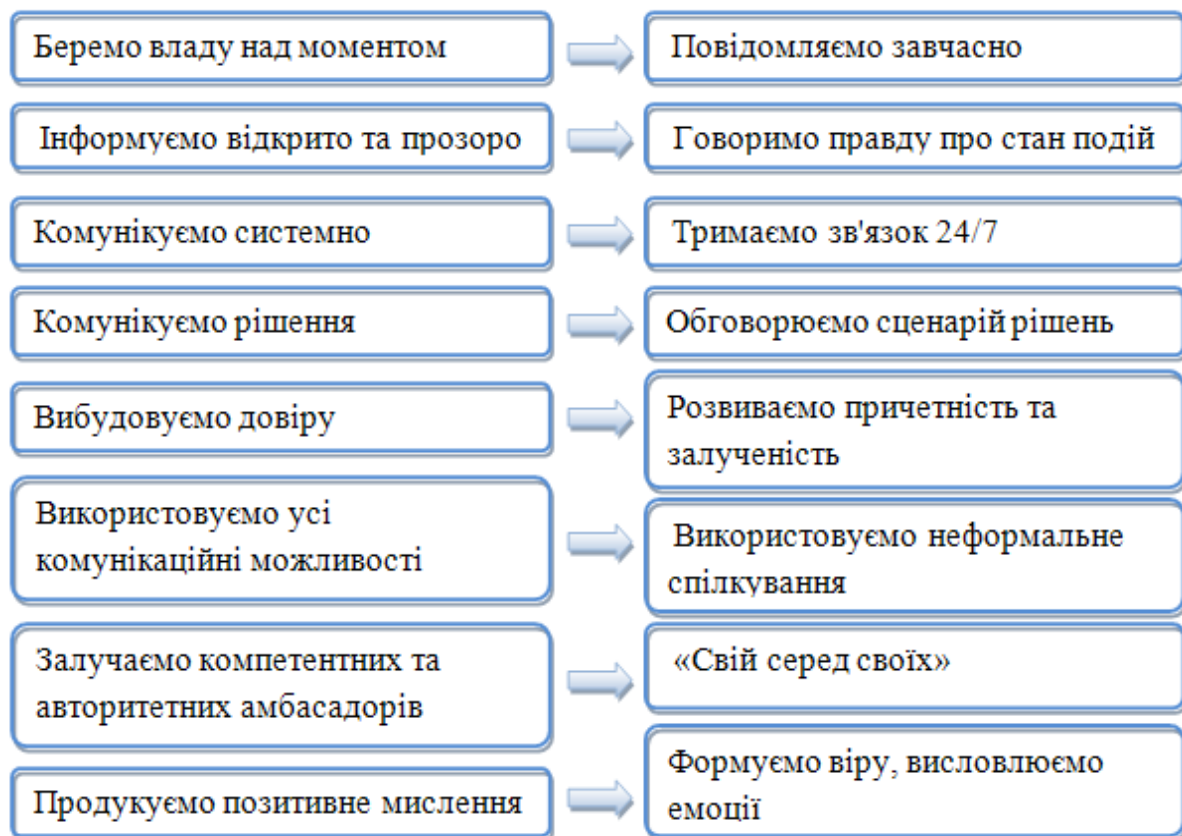 Беремо владу над моментом
Повідомляємо завчасно
Інформуємо відкрито та прозоро
Говоримо правду про стан подій
Комунікуємо системно
Тримаємо зв'язок 24/7
Комунікуємо рішення
Обговорюємо сценарій рішень
Вибудовуємо довіру
Розвиваємо причетність та
залученість
Використовуємо усі
комунікаційні можливості
Використовуємо неформальне
спілкування
Залучаємо компетентних та
авторитетних амбасадорів
«Свій серед своїх»
Продукуємо позитивне мислення
Формуємо віру, висловлюємо
емоції